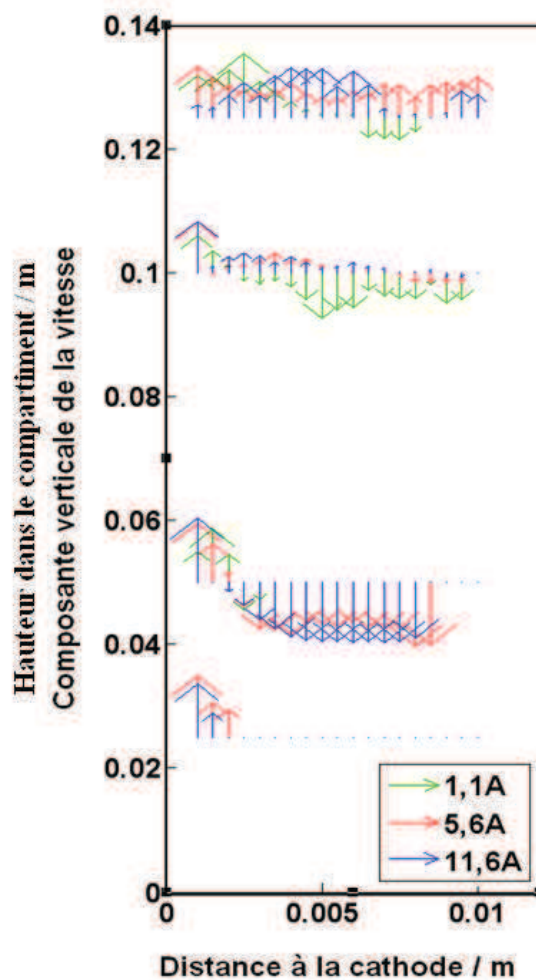 Hauteur dans le compartiment / m
Composante verticale de la vitesse
0.14
0.12
0.1
0.08
0.06
0.04
0.02
0
0
0.005
0.01
1,1A
5,6A
11,6A
Distance à la cathode / m